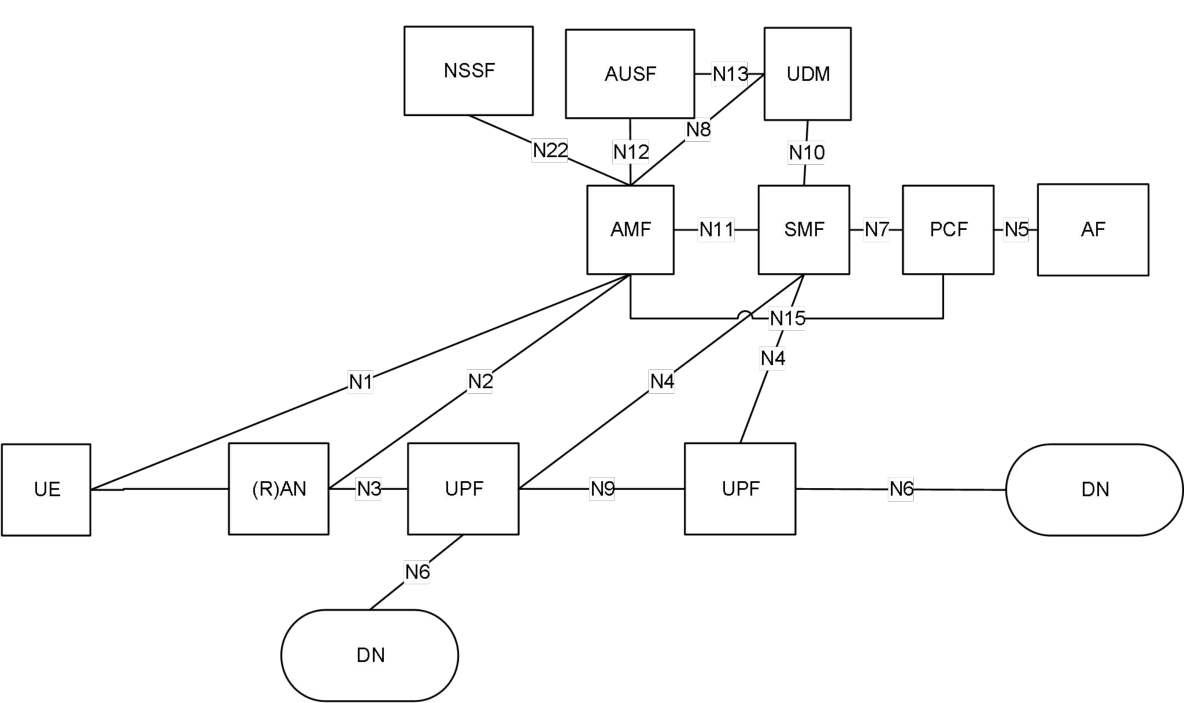 NSSF
AUSF
N13
UDM
N8
N22
N12
N10
AMF
N11
SMF
N7
PCF
N5
AF
N15
N4
N1
N2
N4
UE
(R)AN
N3
UPF
N9
UPF
N6
DN
N6
DN